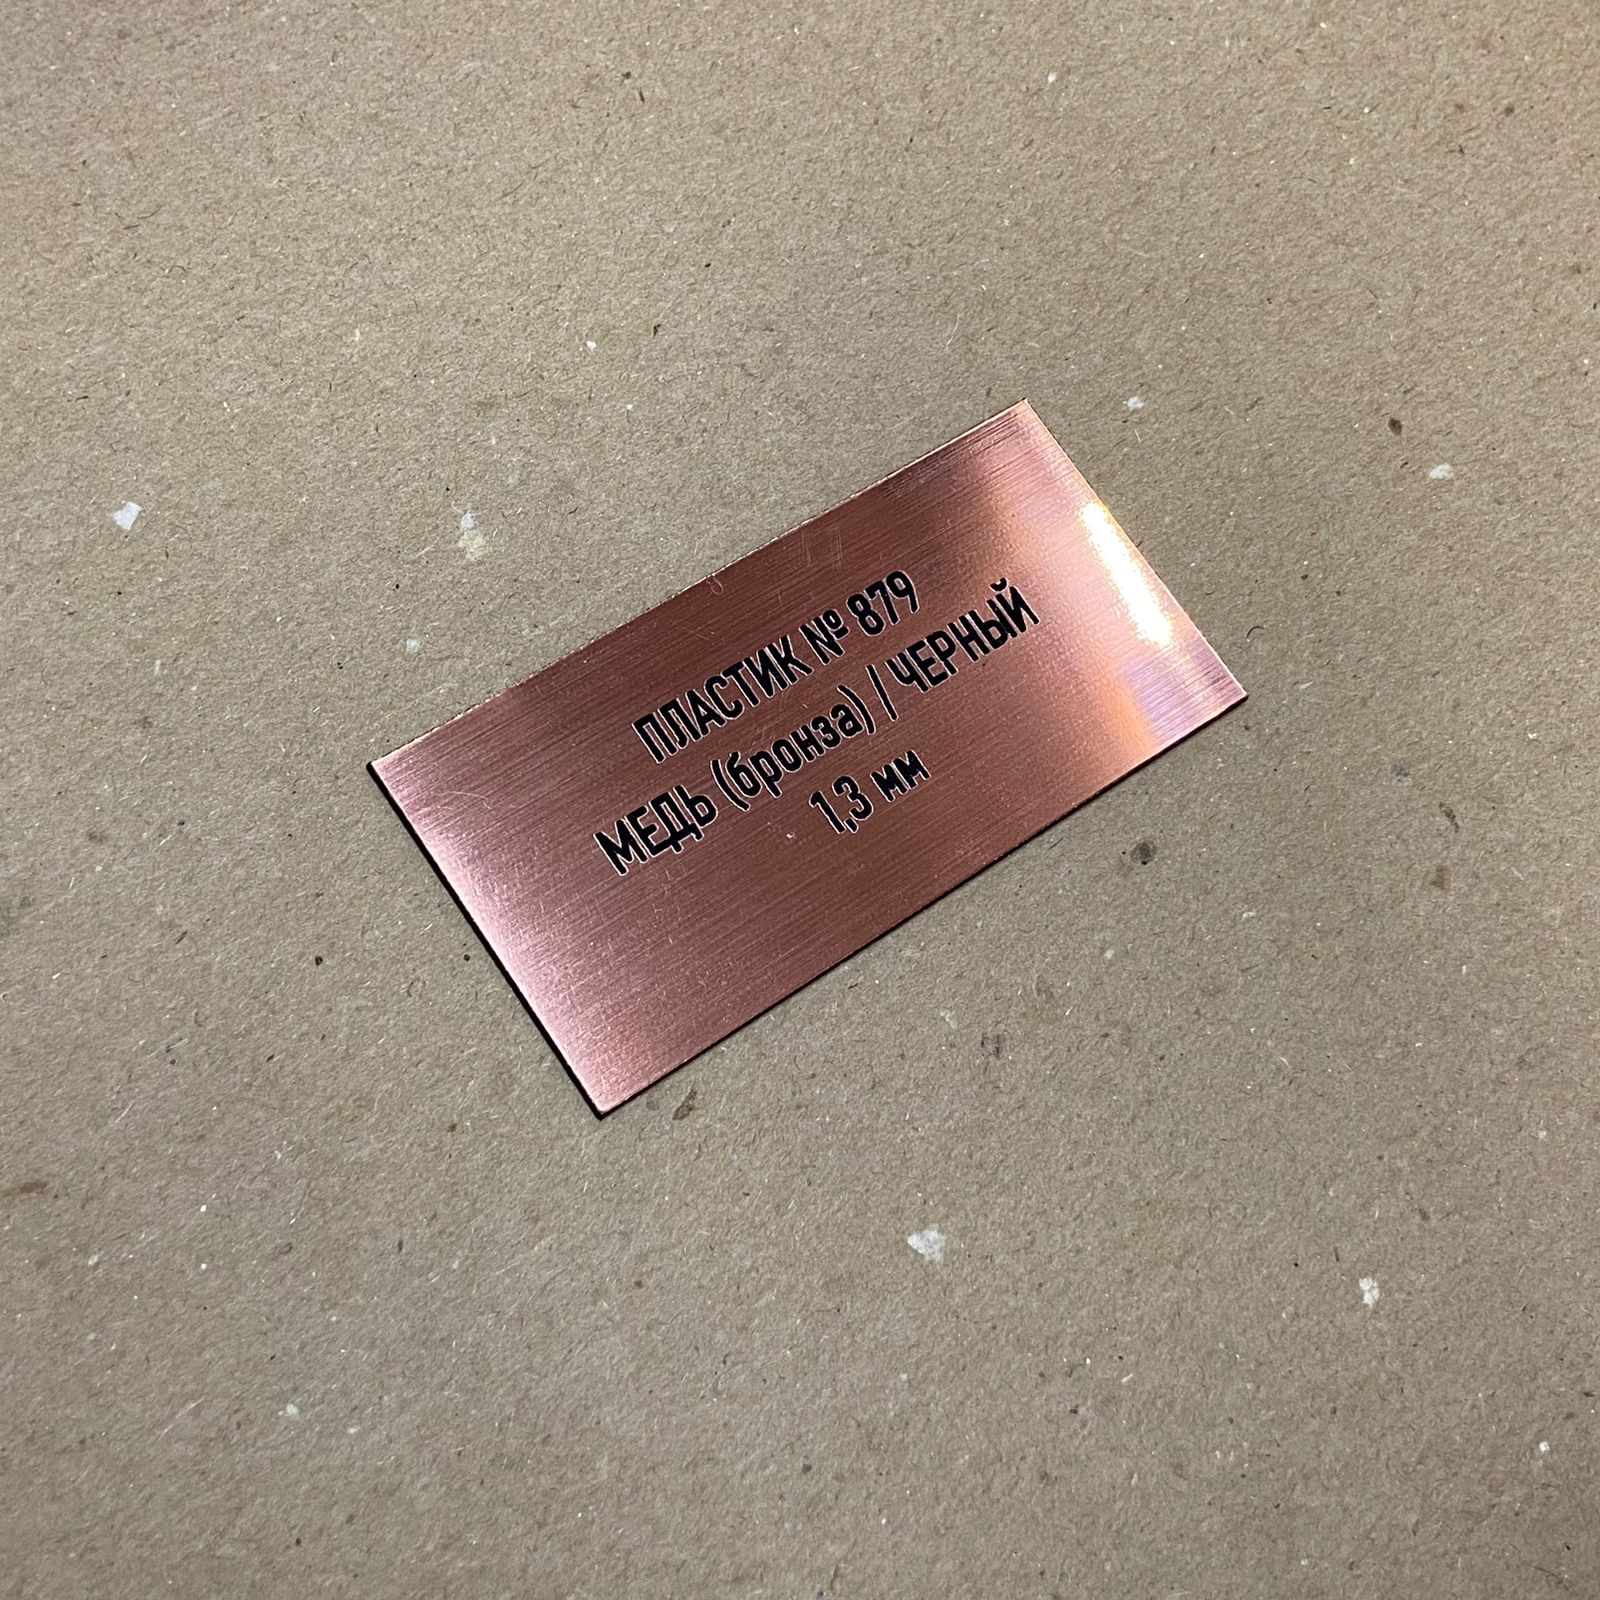 ПЛАСТИК № 879
МЕДЬ (бронза) / ЧЕРНЫЙ
1,3 мм